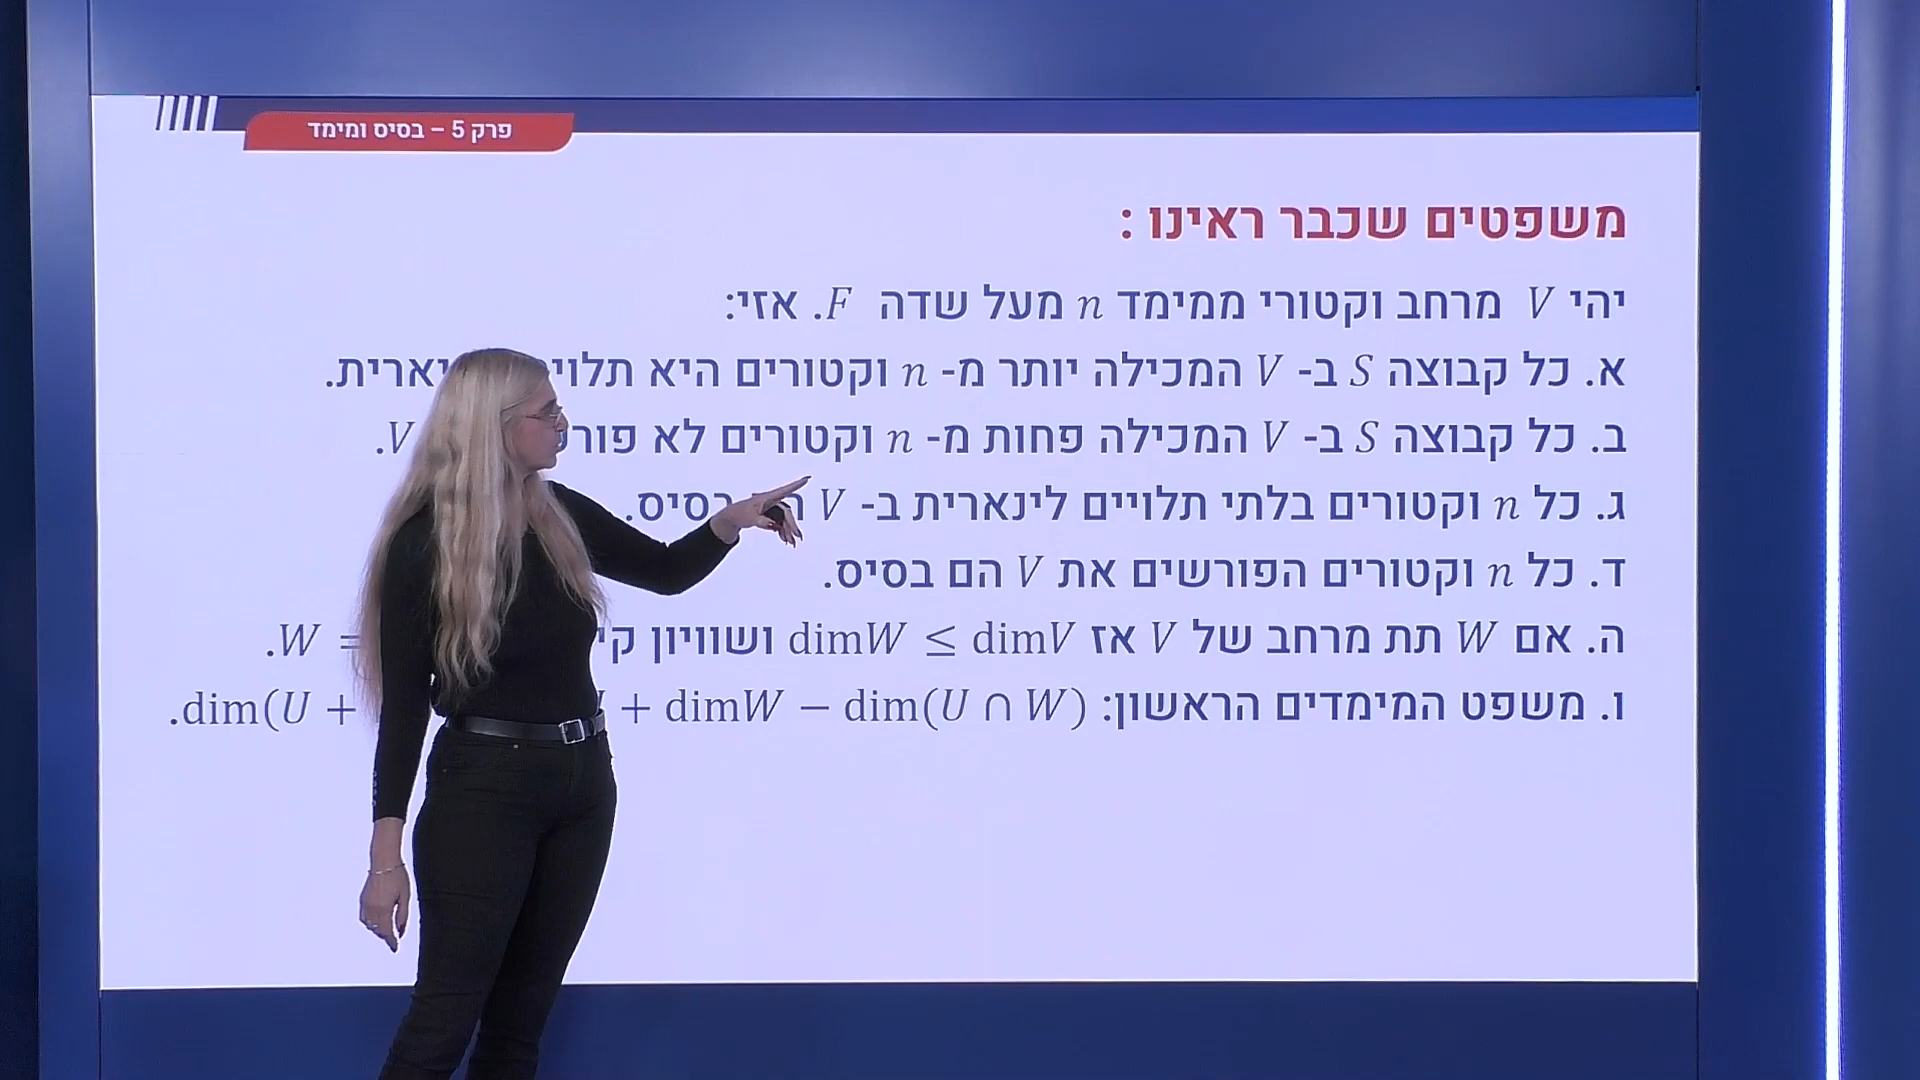 פרק 5 – בסיס ומימד
משפטים שכבר ראינו :
יהי V מרחב וקטורי ממימד n מעל שדה F. אזי:
א. כל קבוצה S ב- V המכילה יותר מ- n וקטורים היא
ב. כל קבוצה S ב- V המכילה פחות מ- n וקטורים לא V.
ג. כל n וקטורים בלתי תלויים לינארית ב- V
ד. כל n וקטורים הפורשים את V הם בסיס.
ה. אם W תת מרחב של V אז dimW ≤ dimV ושוויון = W.
ו. משפט המימדים הראשון: dim(U + + dimW − dim(U ∩ W).